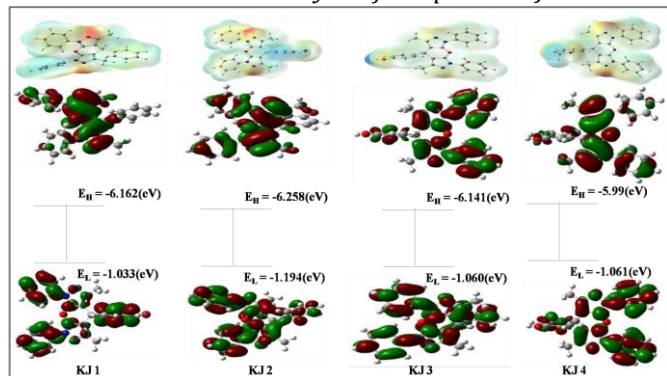 E_H = -6.162(eV)
E_H = -6.258(eV)
E_H = -6.141(eV)
E_H = -5.99(eV)
E_L = -1.033(eV)
E_L = -1.194(eV)
E_L = -1.060(eV)
E_L = -1.061(eV)
KJ 1
KJ 2
KJ 3
KJ 4